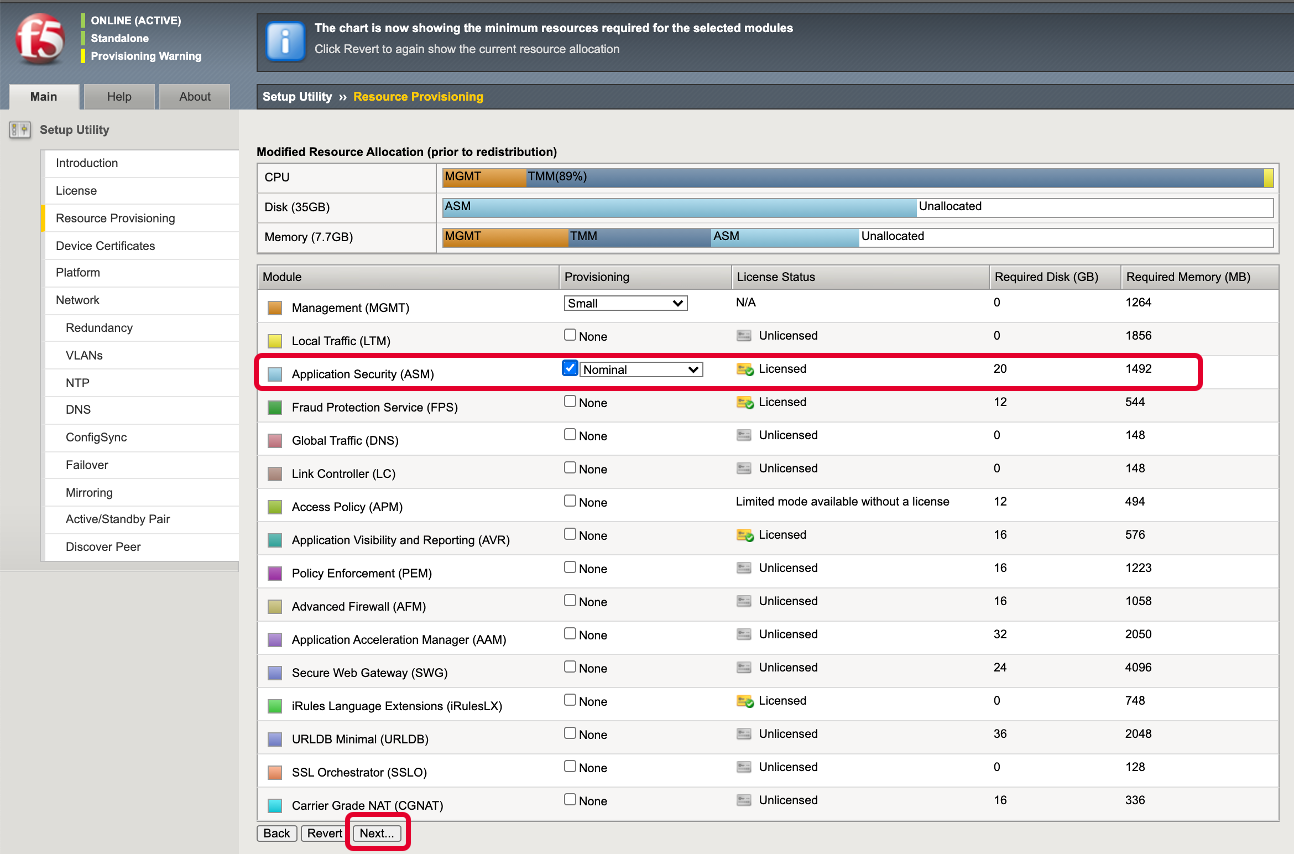 f5
ONLINE (ACTIVE)
Standalone
Provisioning Warning
The chart is now showing the minimum resources required for the selected modules
Click Revert to again show the current resource allocation
Main Help About
Setup Utility ›› Resource Provisioning
Setup Utility
Introduction
License
Resource Provisioning
Device Certificates
Platform
Network
Redundancy
VLANs
NTP
DNS
ConfigSync
Failover
Mirroring
Active/Standby Pair
Discover Peer
Modified Resource Allocation (prior to redistribution)
CPU MGMT TMM(89%)
Disk (35GB) ASM Unallocated
Memory (7.7GB) MGMT TMM ASM Unallocated
Module Provisioning License Status Required Disk (GB) Required Memory (MB)
Management (MGMT) Small N/A 0 1264
Local Traffic (LTM) None Unlicensed 0 1856
Application Security (ASM) Nominal Licensed 20 1492
Fraud Protection Service (FPS) None Licensed 12 544
Global Traffic (DNS) None Unlicensed 0 148
Link Controller (LC) None Unlicensed 0 148
Access Policy (APM) None Limited mode available without a license 12 494
Application Visibility and Reporting (AVR) None Licensed 16 576
Policy Enforcement (PEM) None Unlicensed 16 1223
Advanced Firewall (AFM) None Unlicensed 16 1058
Application Acceleration Manager (AAM) None Unlicensed 32 2050
Secure Web Gateway (SWG) None Unlicensed 24 4096
iRules Language Extensions (iRulesLX) None Licensed 0 748
URLDB Minimal (URLDB) None Unlicensed 36 2048
SSL Orchestrator (SSLO) None Unlicensed 0 128
Carrier Grade NAT (CGNAT) None Unlicensed 16 336
Back Revert Next...